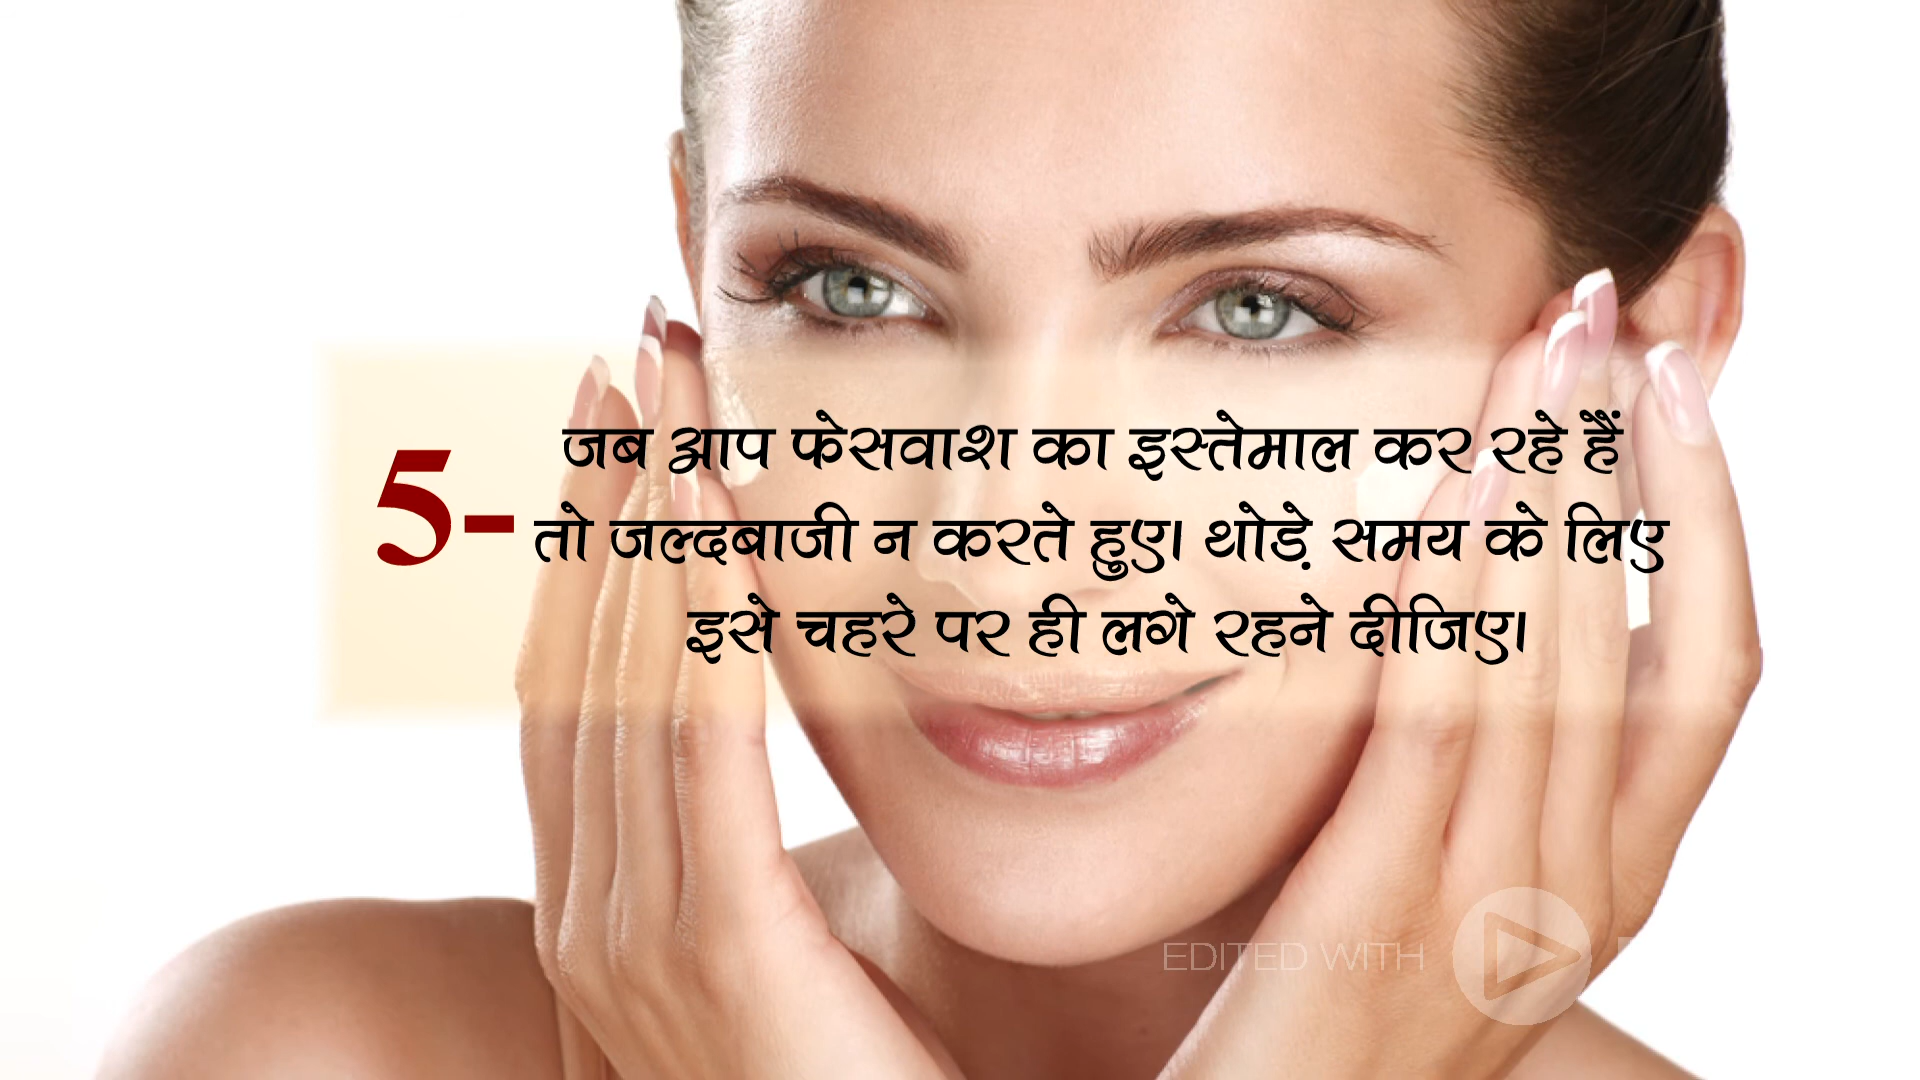 5- जब आप फेसवाश का इस्तेमाल कर रहे हैं
तो जल्दबाजी न करते हुए। थोड़े समय के लिए
इसे चहरे पर ही लगे रहने दीजिए।
EDITED WITH